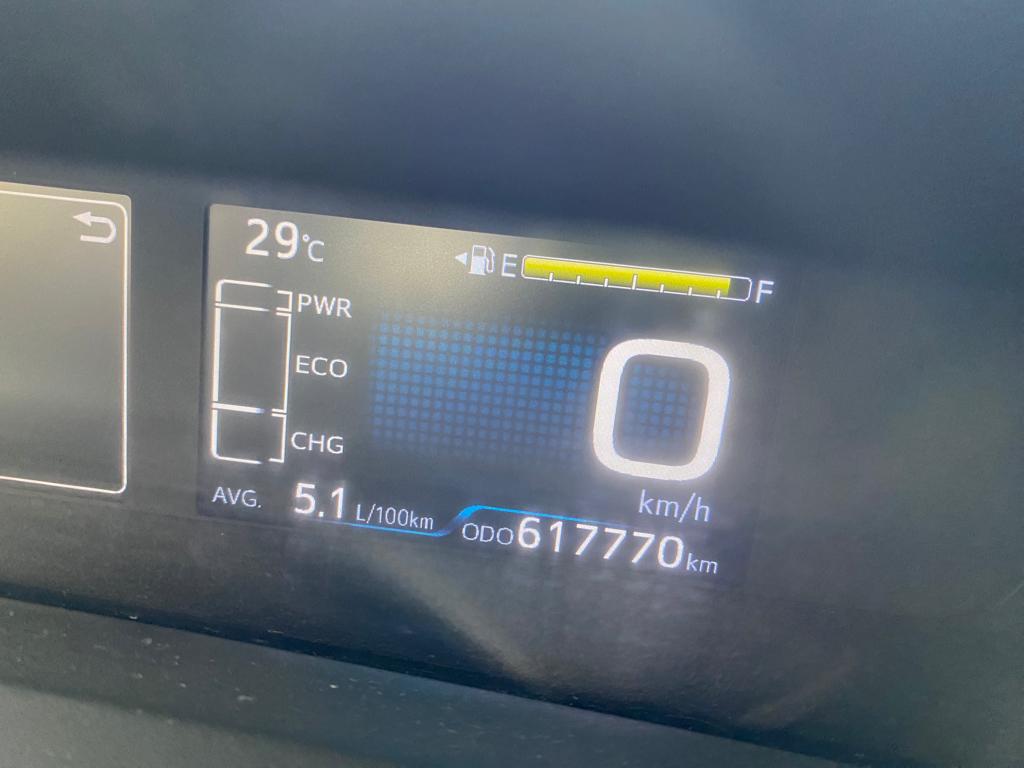 29°C
E F
PWR
ECO
CHG
0
km/h
AVG. 5.1 L/100km
ODO 617770 km